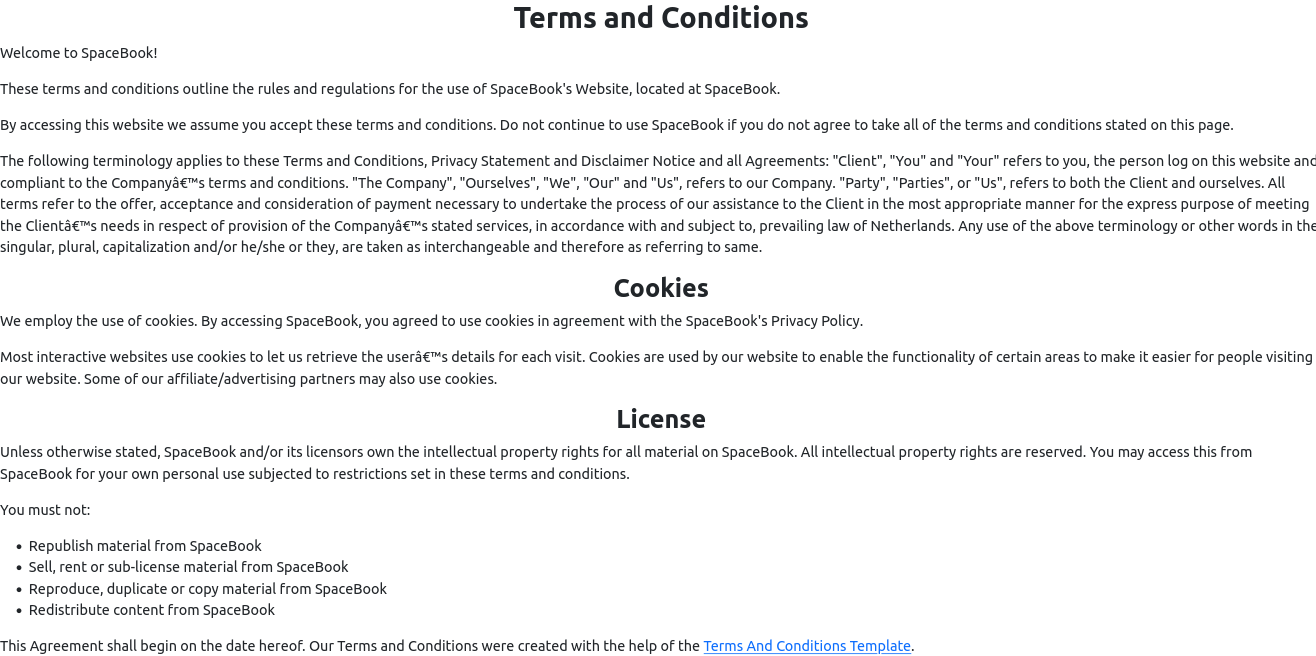 Terms and Conditions
Welcome to SpaceBook!
These terms and conditions outline the rules and regulations for the use of SpaceBook's Website, located at SpaceBook.
By accessing this website we assume you accept these terms and conditions. Do not continue to use SpaceBook if you do not agree to take all of the terms and conditions stated on this page.
The following terminology applies to these Terms and Conditions, Privacy Statement and Disclaimer Notice and all Agreements: "Client", "You" and "Your" refers to you, the person log on this website and
compliant to the Companyâ€™s terms and conditions. "The Company", "Ourselves", "We", "Our" and "Us", refers to our Company. "Party", "Parties", or "Us", refers to both the Client and ourselves. All
terms refer to the offer, acceptance and consideration of payment necessary to undertake the process of our assistance to the Client in the most appropriate manner for the express purpose of meeting
the Clientâ€™s needs in respect of provision of the Companyâ€™s stated services, in accordance with and subject to, prevailing law of Netherlands. Any use of the above terminology or other words in the
singular, plural, capitalization and/or he/she or they, are taken as interchangeable and therefore as referring to same.
Cookies
We employ the use of cookies. By accessing SpaceBook, you agreed to use cookies in agreement with the SpaceBook's Privacy Policy.
Most interactive websites use cookies to let us retrieve the userâ€™s details for each visit. Cookies are used by our website to enable the functionality of certain areas to make it easier for people visiting
our website. Some of our affiliate/advertising partners may also use cookies.
License
Unless otherwise stated, SpaceBook and/or its licensors own the intellectual property rights for all material on SpaceBook. All intellectual property rights are reserved. You may access this from
SpaceBook for your own personal use subjected to restrictions set in these terms and conditions.
You must not:
• Republish material from SpaceBook
• Sell, rent or sub-license material from SpaceBook
• Reproduce, duplicate or copy material from SpaceBook
• Redistribute content from SpaceBook
This Agreement shall begin on the date hereof. Our Terms and Conditions were created with the help of the Terms And Conditions Template.